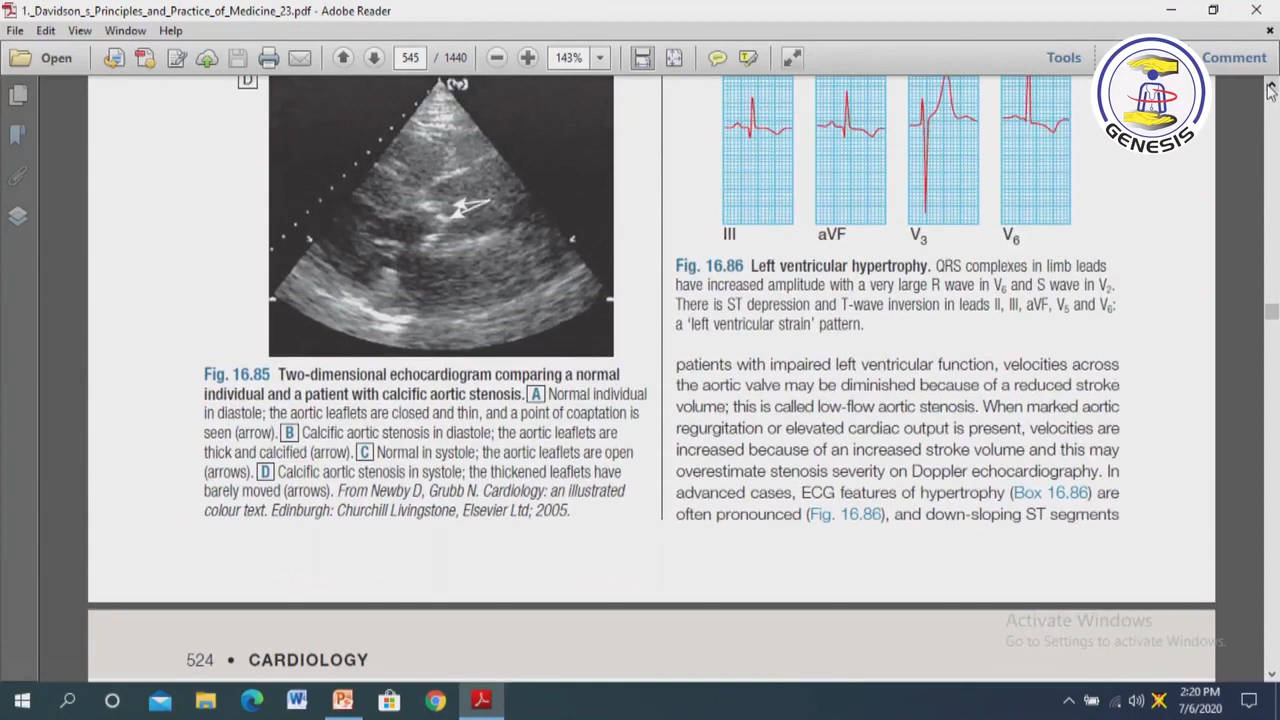 1._Davidson_s_Principles_and_Practice_of_Medicine_23.pdf - Adobe Reader
File Edit View Window Help
Open
545 / 1440
143%
Tools
Comment
GENESIS
D
(V)
Fig. 16.85 Two-dimensional echocardiogram comparing a normal
individual and a patient with calcific aortic stenosis. A Normal individual
in diastole; the aortic leaflets are closed and thin, and a point of coaptation is
seen (arrow). B Calcific aortic stenosis in diastole; the aortic leaflets are
thick and calcified (arrow). C Normal in systole; the aortic leaflets are open
(arrows). D Calcific aortic stenosis in systole; the thickened leaflets have
barely moved (arrows). From Newby D, Grubb N. Cardiology: an illustrated
colour text. Edinburgh: Churchill Livingstone, Elsevier Ltd; 2005.
III aVF V3 V6
Fig. 16.86 Left ventricular hypertrophy. QRS complexes in limb leads
have increased amplitude with a very large R wave in V6 and S wave in V2.
There is ST depression and T-wave inversion in leads II, III, aVF, V5 and V6:
a ‘left ventricular strain’ pattern.
patients with impaired left ventricular function, velocities across
the aortic valve may be diminished because of a reduced stroke
volume; this is called low-flow aortic stenosis. When marked aortic
regurgitation or elevated cardiac output is present, velocities are
increased because of an increased stroke volume and this may
overestimate stenosis severity on Doppler echocardiography. In
advanced cases, ECG features of hypertrophy (Box 16.86) are
often pronounced (Fig. 16.86), and down-sloping ST segments
524 • CARDIOLOGY
Activate Windows
Go to Settings to activate Windows.
2:20 PM
7/6/2020